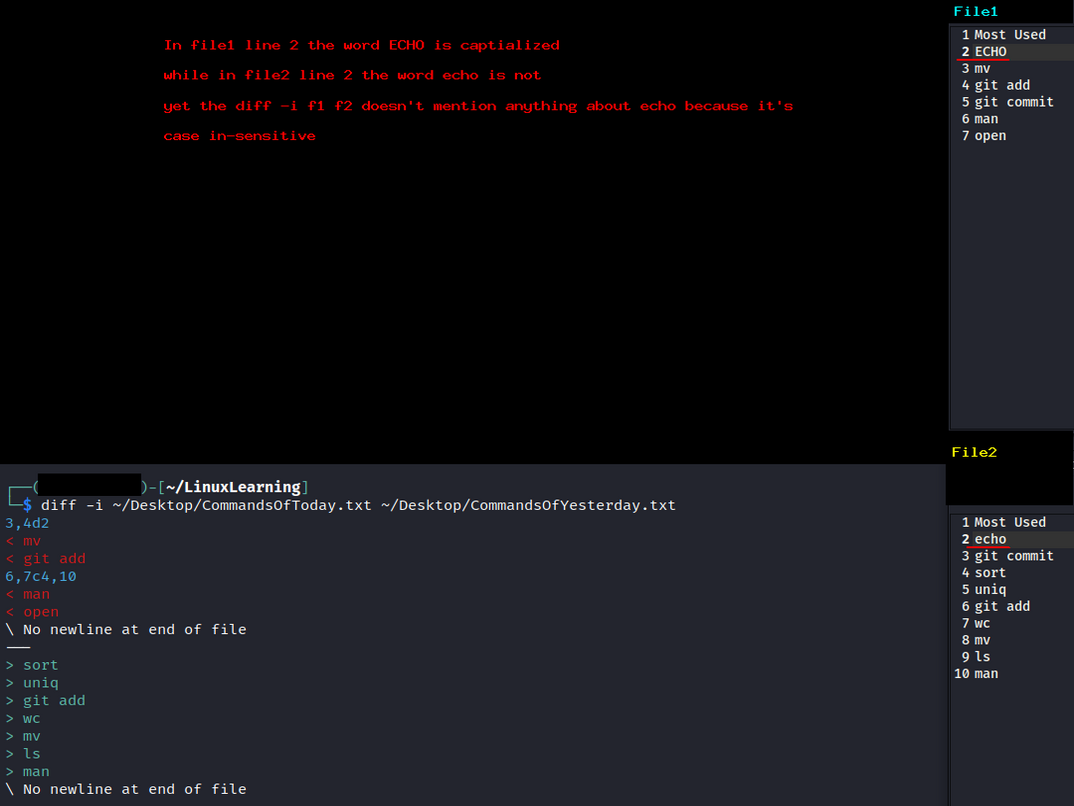 In file1 line 2 the word ECHO is captialized
while in file2 line 2 the word echo is not
yet the diff -i f1 f2 doesn't mention anything about echo because it's
case in-sensitive
File1
1 Most Used
2 ECHO
3 mv
4 git add
5 git commit
6 man
7 open
File2
1 Most Used
2 echo
3 git commit
4 sort
5 uniq
6 git add
7 wc
8 mv
9 ls
10 man
┌──( )-[~/LinuxLearning]
└─$ diff -i ~/Desktop/CommandsOfToday.txt ~/Desktop/CommandsOfYesterday.txt
3,4d2
< mv
< git add
6,7c4,10
< man
< open
\ No newline at end of file
---
> sort
> uniq
> git add
> wc
> mv
> ls
> man
\ No newline at end of file